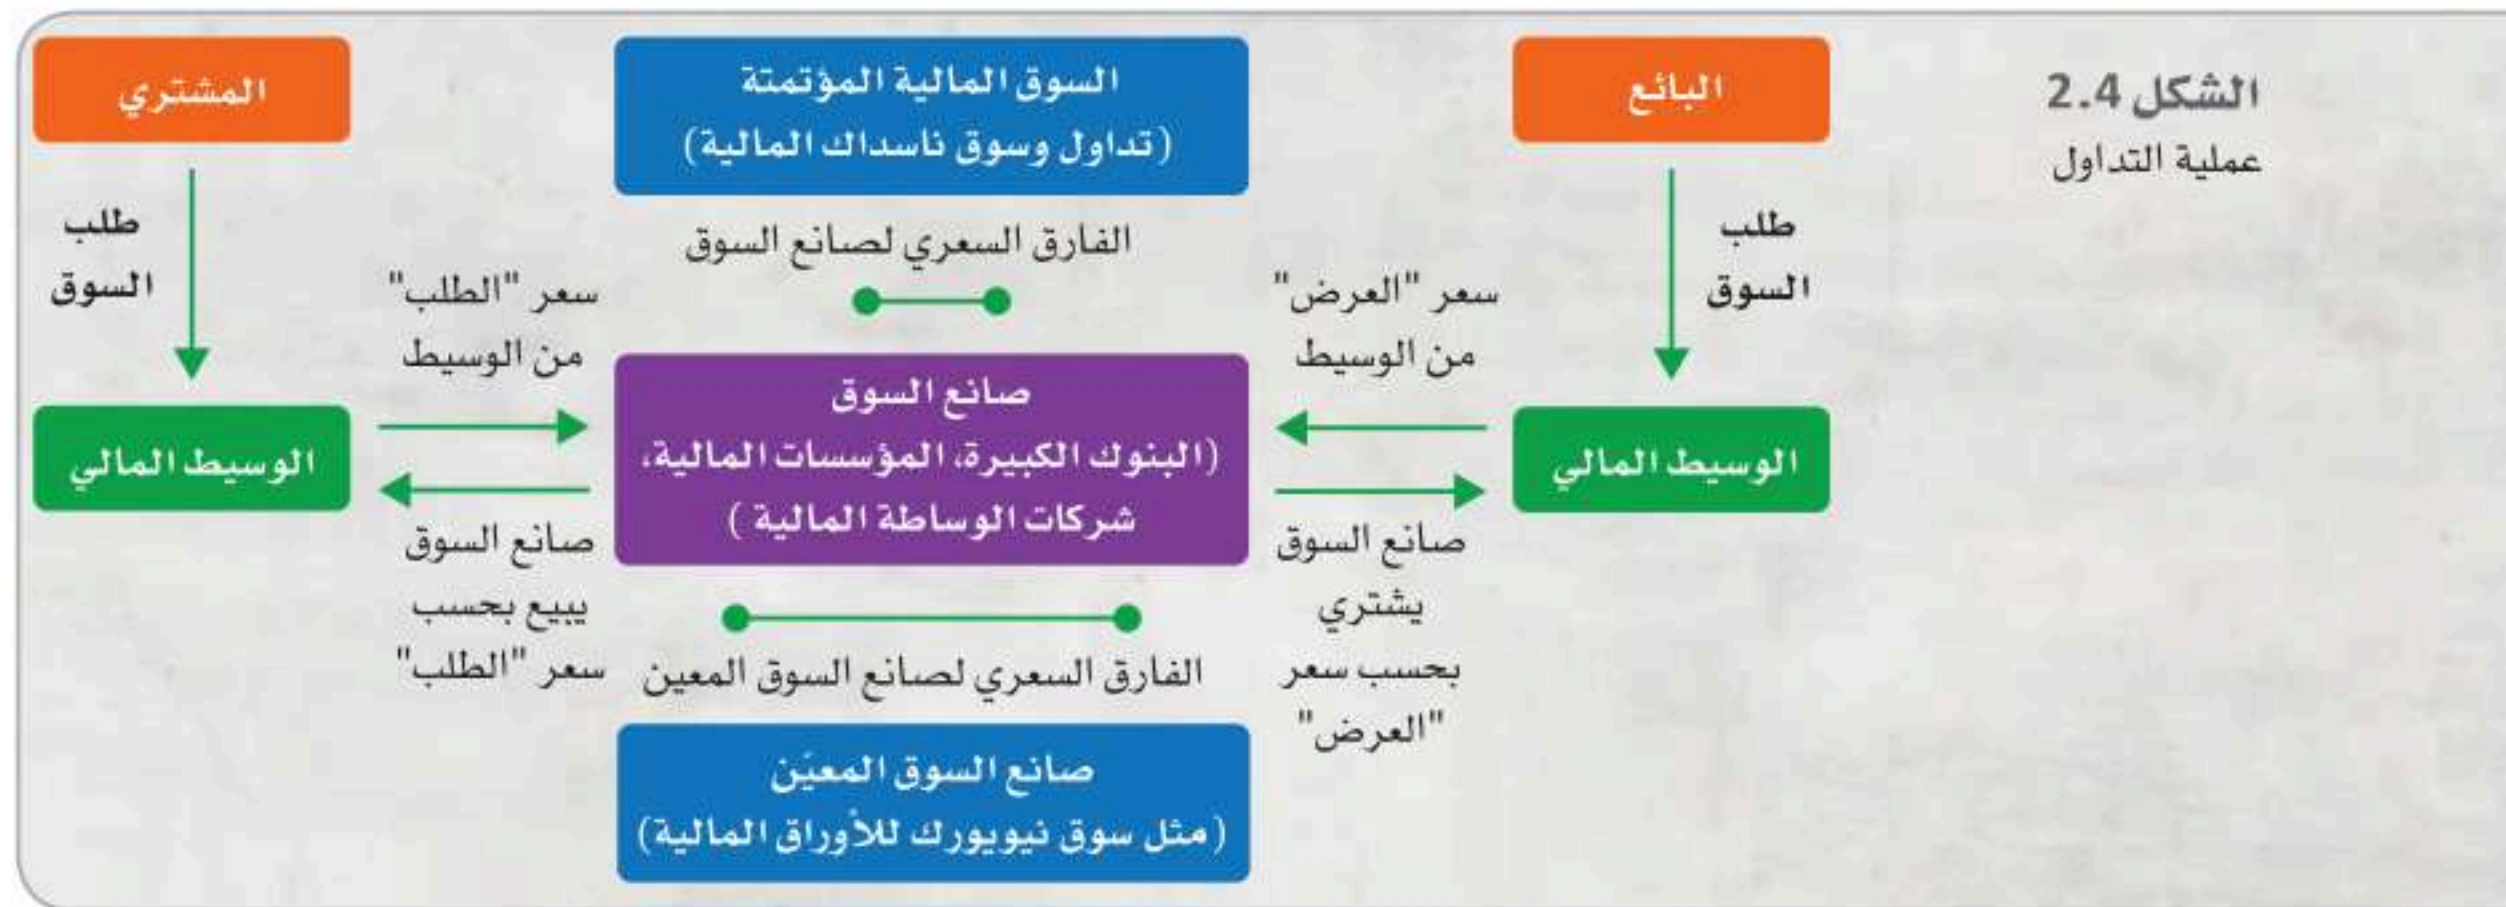 الشكل 2.4
عملية التداول
البائع
طلب
السوق
الوسيط المالي
سعر "العرض"
من الوسيط
صانع السوق
يشتري
بحسب سعر
"العرض"
السوق المالية المؤتمتة
(تداول وسوق ناسداك المالية)
الفارق السعري لصانع السوق
صانع السوق
(البنوك الكبيرة، المؤسسات المالية،
شركات الوساطة المالية )
الفارق السعري لصانع السوق المعين
صانع السوق المعيّن
(مثل سوق نيويورك للأوراق المالية)
سعر "الطلب"
من الوسيط
صانع السوق
يبيع بحسب
سعر "الطلب"
المشتري
طلب
السوق
الوسيط المالي